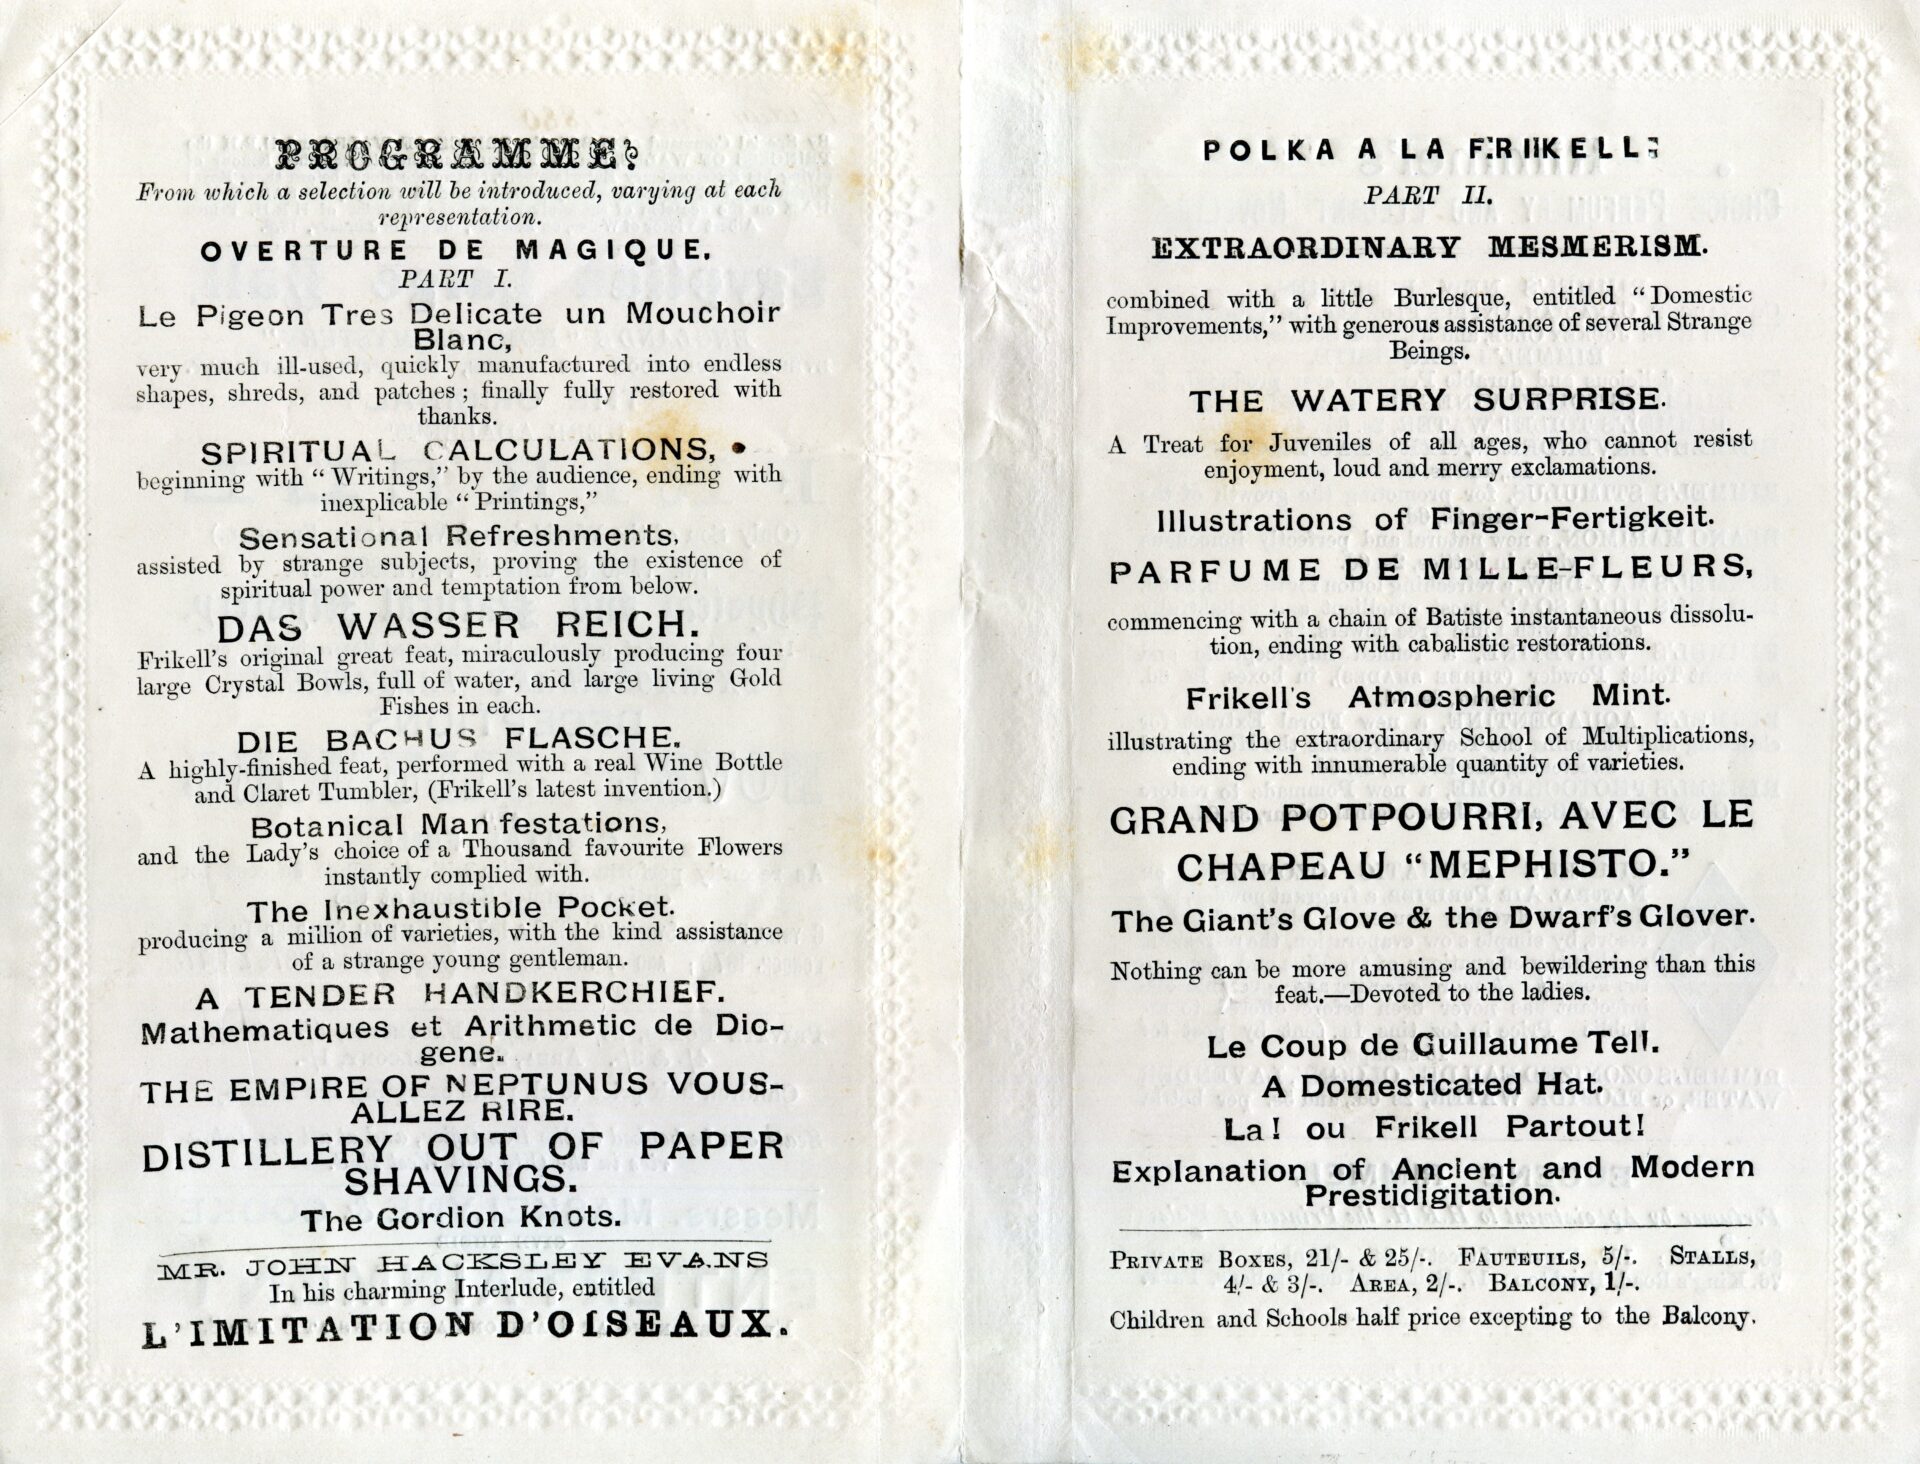 PROGRAMME:
From which a selection will be introduced, varying at each
representation.
OVERTURE DE MAGIQUE.
PART I.
Le Pigeon Tres Delicate un Mouchoir
Blanc,
very much ill-used, quickly manufactured into endless
shapes, shreds, and patches; finally fully restored with
thanks.
SPIRITUAL CALCULATIONS,
beginning with "Writings," by the audience, ending with
inexplicable "Printings,"
Sensational Refreshments,
assisted by strange subjects, proving the existence of
spiritual power and temptation from below.
DAS WASSER REICH.
Frikell's original great feat, miraculously producing four
large Crystal Bowls, full of water, and large living Gold
Fishes in each.
DIE BACHUS FLASCHE.
A highly-finished feat, performed with a real Wine Bottle
and Claret Tumbler, (Frikell's latest invention.)
Botanical Man festations,
and the Lady's choice of a Thousand favourite Flowers
instantly complied with.
The Inexhaustible Pocket.
producing a million of varieties, with the kind assistance
of a strange young gentleman.
A TENDER HANDKERCHIEF.
Mathematiques et Arithmetic de Dio-
gene.
THE EMPIRE OF NEPTUNUS VOUS-
ALLEZ RIRE.
DISTILLERY OUT OF PAPER
SHAVINGS.
The Gordion Knots.
MR. JOHN HACKSLEY EVANS
In his charming Interlude, entitled
L'IMITATION D'OISEAUX.
POLKA A LA FRIKELL;
PART II.
EXTRAORDINARY MESMERISM.
combined with a little Burlesque, entitled "Domestic
Improvements," with generous assistance of several Strange
Beings.
THE WATERY SURPRISE.
A Treat for Juveniles of all ages, who cannot resist
enjoyment, loud and merry exclamations.
Illustrations of Finger-Fertigkeit.
PARFUME DE MILLE-FLEURS,
commencing with a chain of Batiste instantaneous dissolu-
tion, ending with cabalistic restorations.
Frikell's Atmospheric Mint.
illustrating the extraordinary School of Multiplications,
ending with innumerable quantity of varieties.
GRAND POTPOURRI, AVEC LE
CHAPEAU "MEPHISTO."
The Giant's Glove & the Dwarf's Glover.
Nothing can be more amusing and bewildering than this
feat.—Devoted to the ladies.
Le Coup de Guillaume Tell.
A Domesticated Hat.
La! ou Frikell Partout!
Explanation of Ancient and Modern
Prestidigitation.
PRIVATE BOXES, 21/- & 25/-. FAUTEUILS, 5/-. STALLS,
4/- & 3/-. AREA, 2/-. BALCONY, 1/-.
Children and Schools half price excepting to the Balcony.